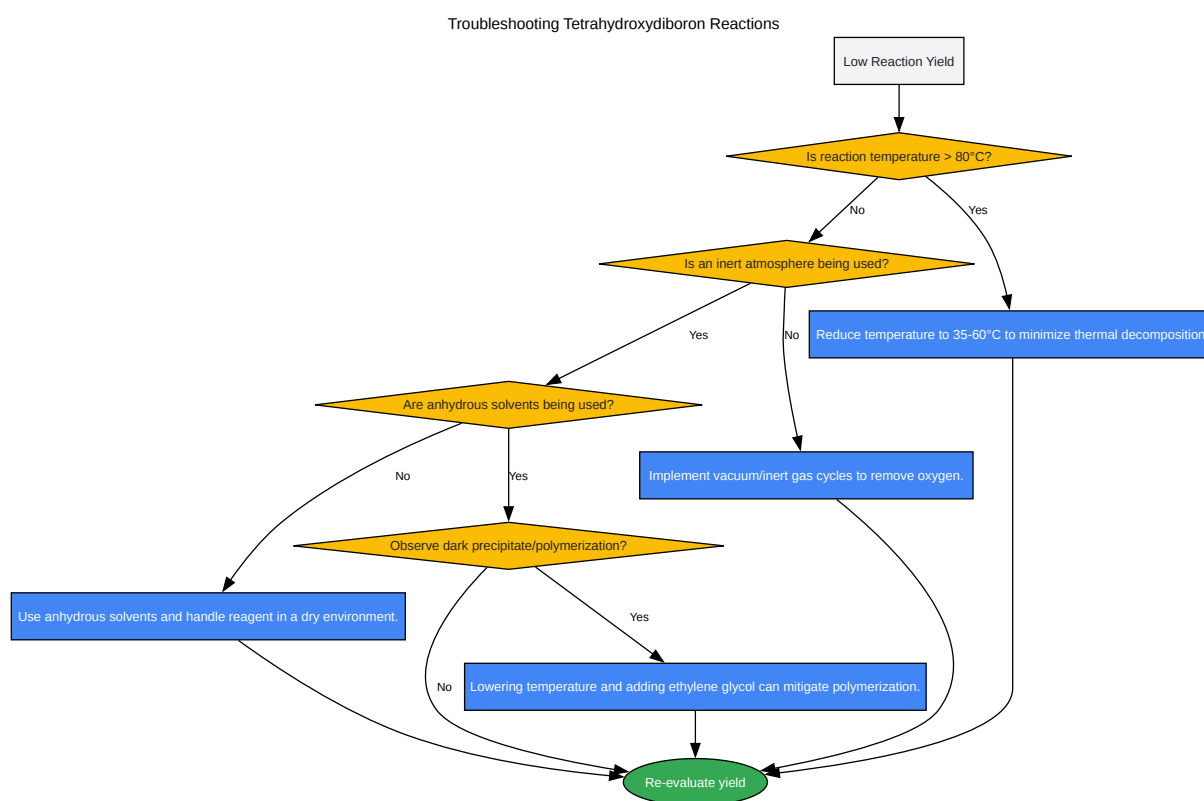 Troubleshooting Tetrahydroxydiboron Reactions
Low Reaction Yield
Is reaction temperature > 80°C?
No
Yes
Is an inert atmosphere being used?
Yes
No
Reduce temperature to 35-60°C to minimize thermal decomposition
Are anhydrous solvents being used?
No
Yes
Implement vacuum/inert gas cycles to remove oxygen.
Observe dark precipitate/polymerization?
Use anhydrous solvents and handle reagent in a dry environment.
Yes
No
Lowering temperature and adding ethylene glycol can mitigate polymerization.
Re-evaluate yield